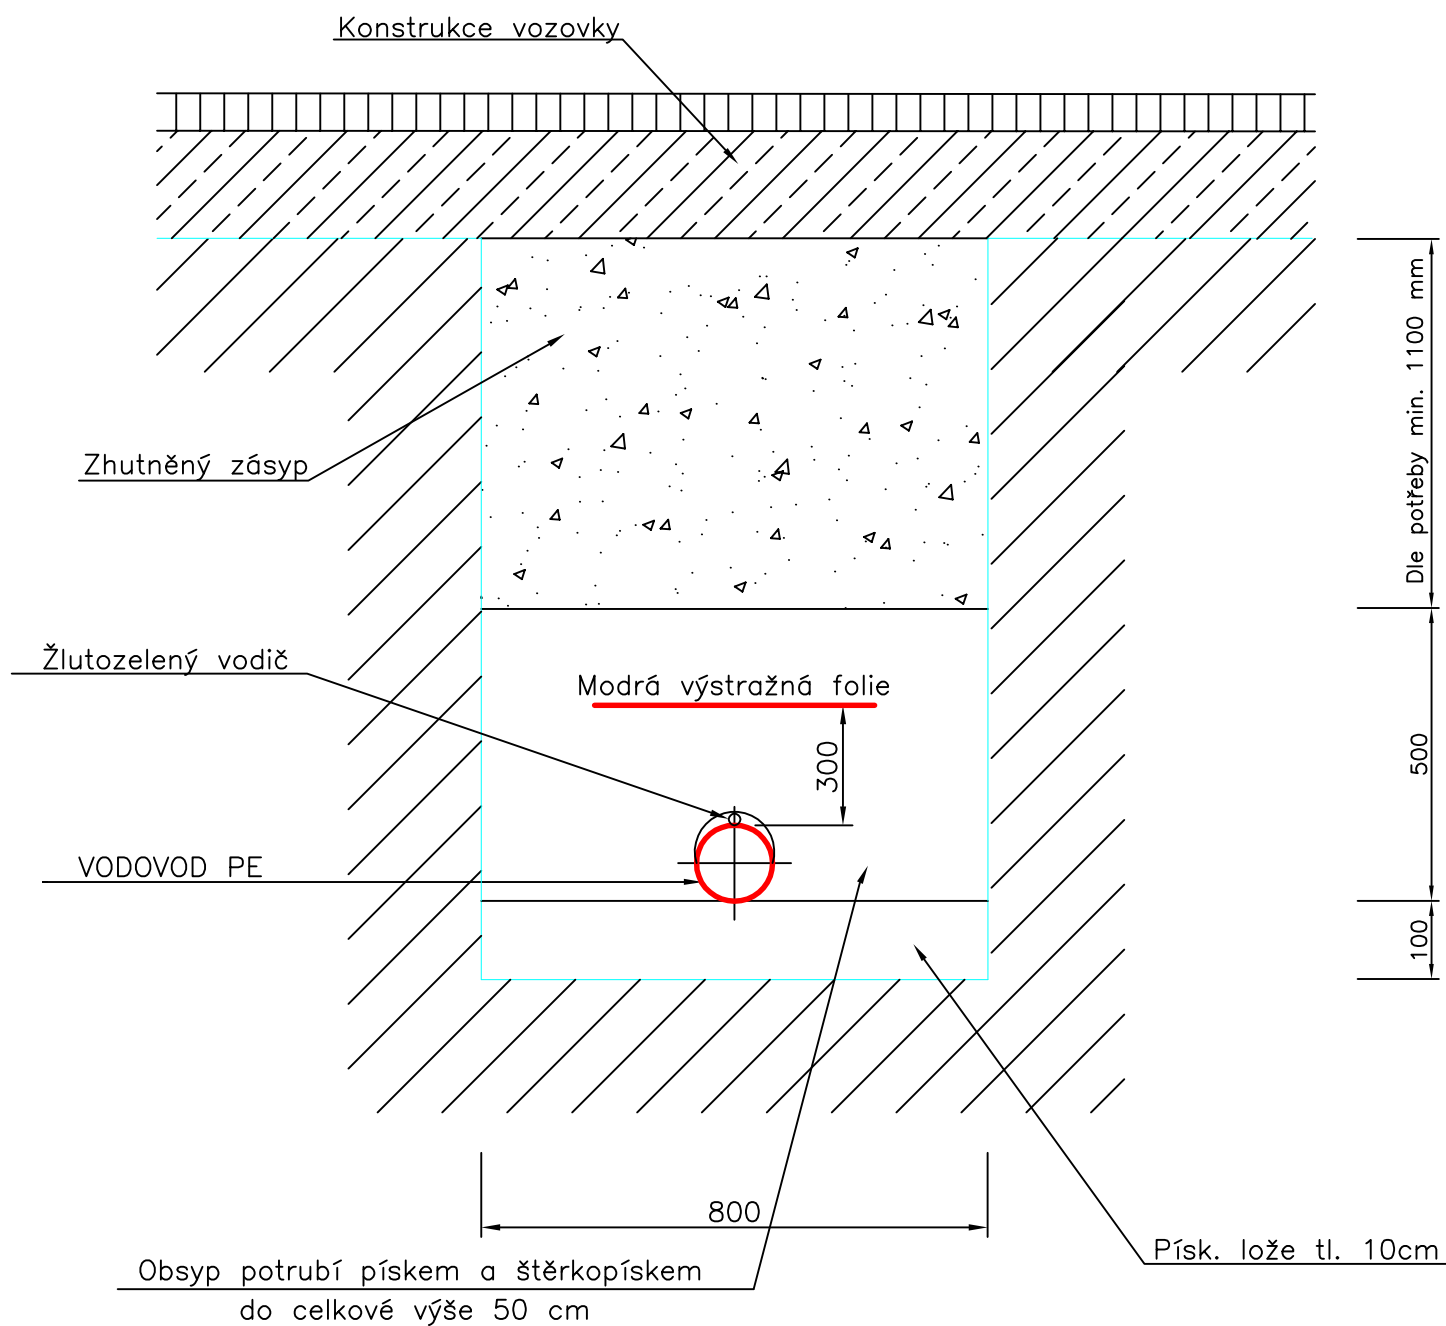 Konstrukce vozovky
Dle potřeby min. 1100 mm
Zhutněný zásyp
Žlutozelený vodič
Modrá výstražná folie
300
500
VODOVOD PE
100
800
Písk. lože tl. 10cm
Obsyp potrubí pískem a štěrkopískem
do celkové výše 50 cm